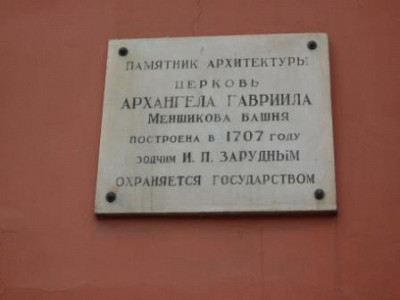 ПАМЯТНИК АРХИТЕКТУРЫ
ЦЕРКОВЬ
АРХАНГЕЛА ГАВРИИЛА
МЕНШИКОВА БАШНЯ
ПОСТРОЕНА В 1707 ГОДУ
ЗОДЧИМ И. П. ЗАРУДНЫМ
ОХРАНЯЕТСЯ ГОСУДАРСТВОМ